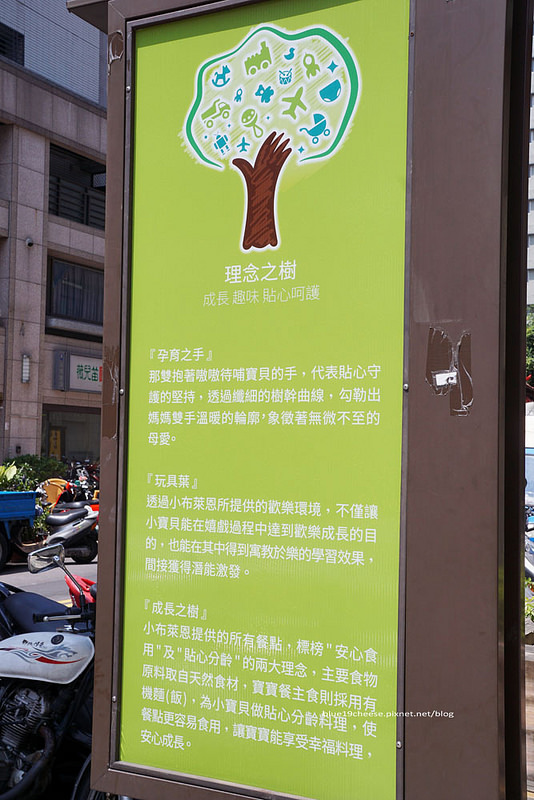 理念之樹
成長 趣味 貼心呵護
『孕育之手』
那雙抱著嗷嗷待哺寶貝的手，代表貼心守
護的堅持，透過纖細的樹幹曲線，勾勒出
媽媽雙手溫暖的輪廓，象徵著無微不至的
母愛。
『玩具葉』
透過小布萊恩所提供的歡樂環境，不僅讓
小寶貝能在嬉戲過程中達到歡樂成長的目
的，也能在其中得到寓教於樂的學習效果，
間接獲得潛能激發。
『成長之樹』
小布萊恩提供的所有餐點，標榜"安心食
用"及"貼心分齡"的兩大理念，主要食物
原料取自天然食材，寶寶餐主食則採用有
機麵(飯)，為小寶貝做貼心分齡料理，使
餐點更容易食用，讓寶寶能享受幸福料理，
安心成長。
blue19cheese.pixnet.net/blog